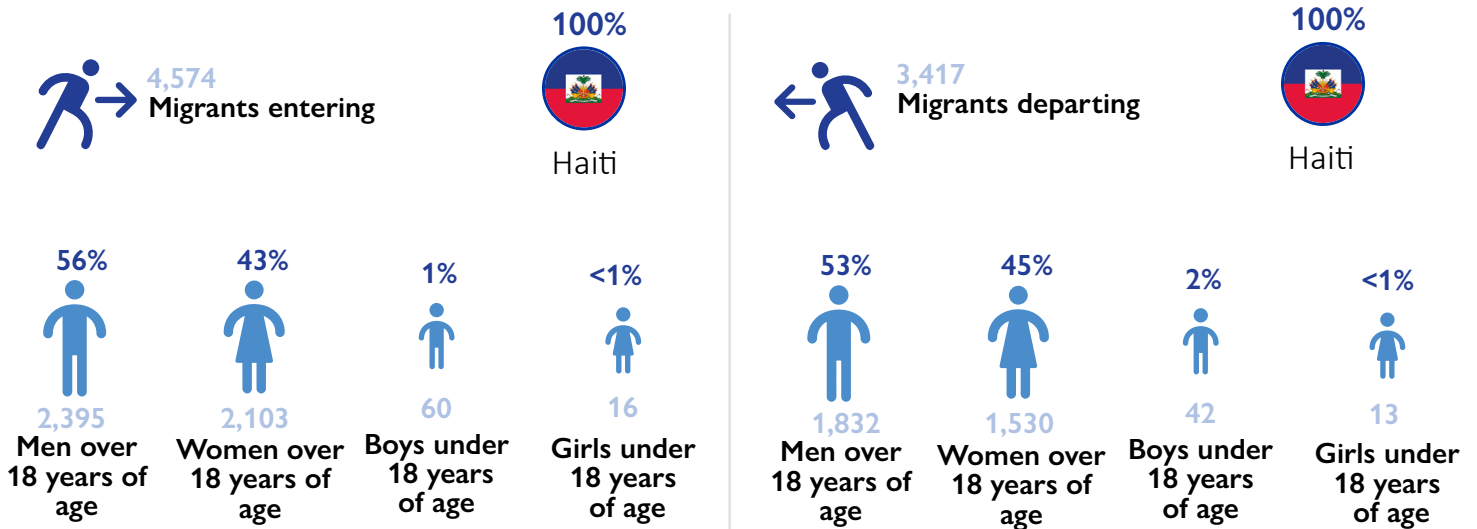 100%
4,574
Migrants entering
Haiti
56%
43%
1%
<1%
2,395
2,103
60
16
Men over
18 years of
age
Women over
18 years of
age
Boys under
18 years
of age
Girls under
18 years
of age
100%
3,417
Migrants departing
Haiti
53%
45%
2%
<1%
1,832
1,530
42
13
Men over
18 years of
age
Women over
18 years of
age
Boys under
18 years
of age
Girls under
18 years
of age